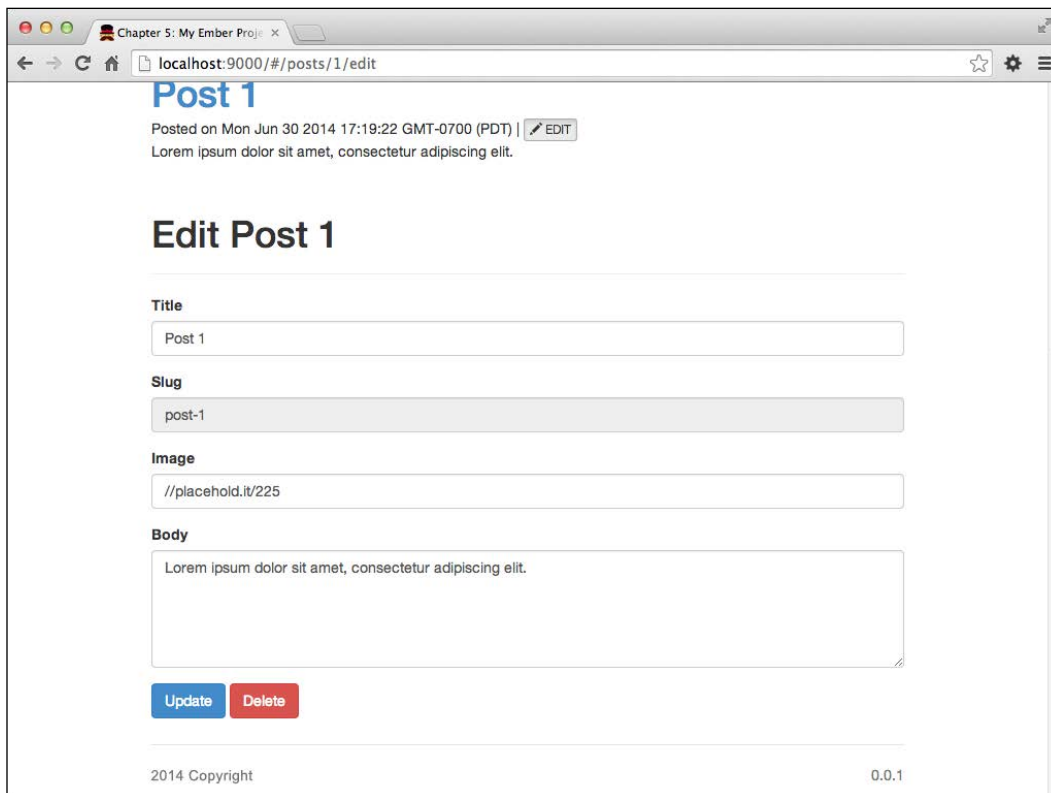 Chapter 5: My Ember Proje
localhost:9000/#/posts/1/edit
Post 1
Posted on Mon Jun 30 2014 17:19:22 GMT-0700 (PDT) | EDIT
Lorem ipsum dolor sit amet, consectetur adipiscing elit.
Edit Post 1
Title
Post 1
Slug
post-1
Image
//placehold.it/225
Body
Lorem ipsum dolor sit amet, consectetur adipiscing elit.
Update Delete
2014 Copyright 0.0.1